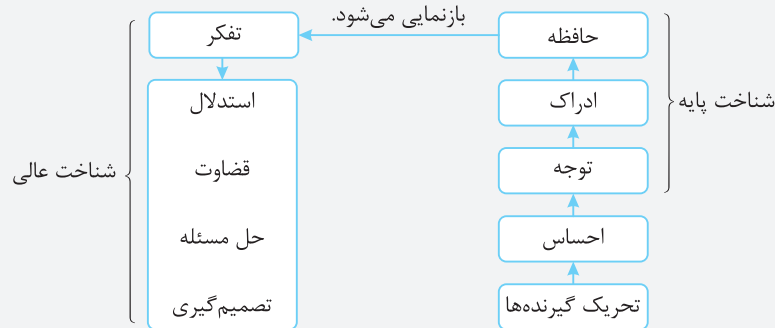 بازنمایی می‌شود.
حافظه
تفکر
ادراک
استدلال
شناخت پایه
توجه
قضاوت
شناخت عالی
احساس
حل مسئله
تحریک گیرنده‌ها
تصمیم‌گیری